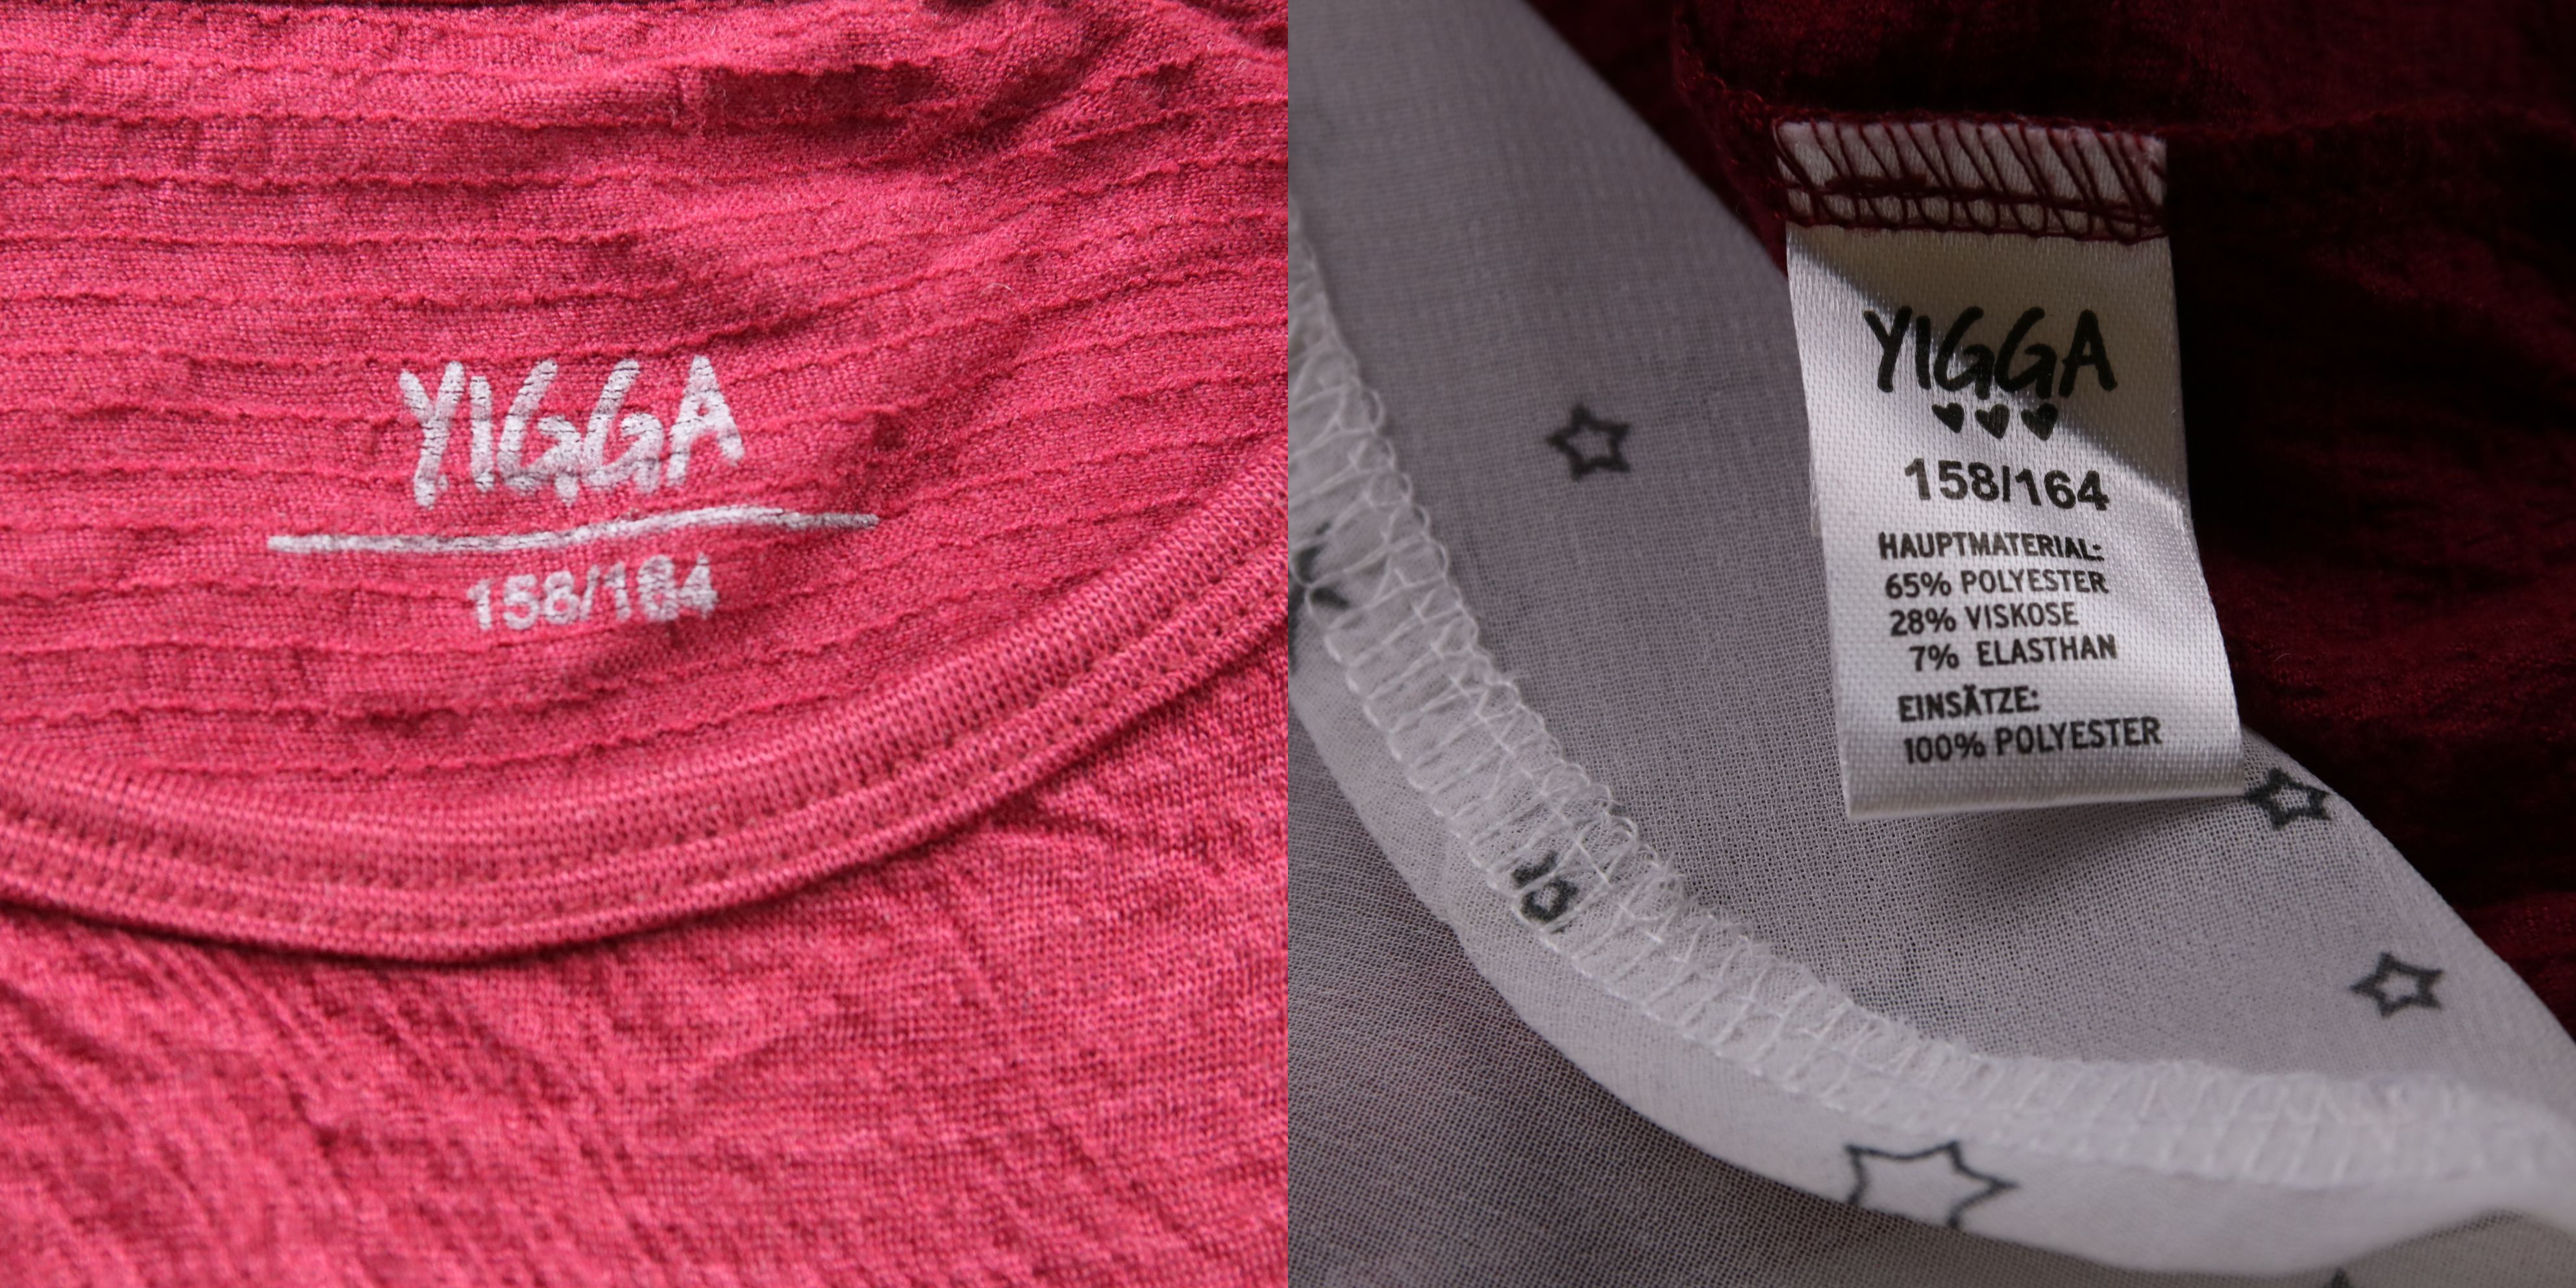 YIGGA
158/164
YIGGA
158/164
HAUPTMATERIAL:
65% POLYESTER
28% VISKOSE
7% ELASTHAN
EINSÄTZE:
100% POLYESTER